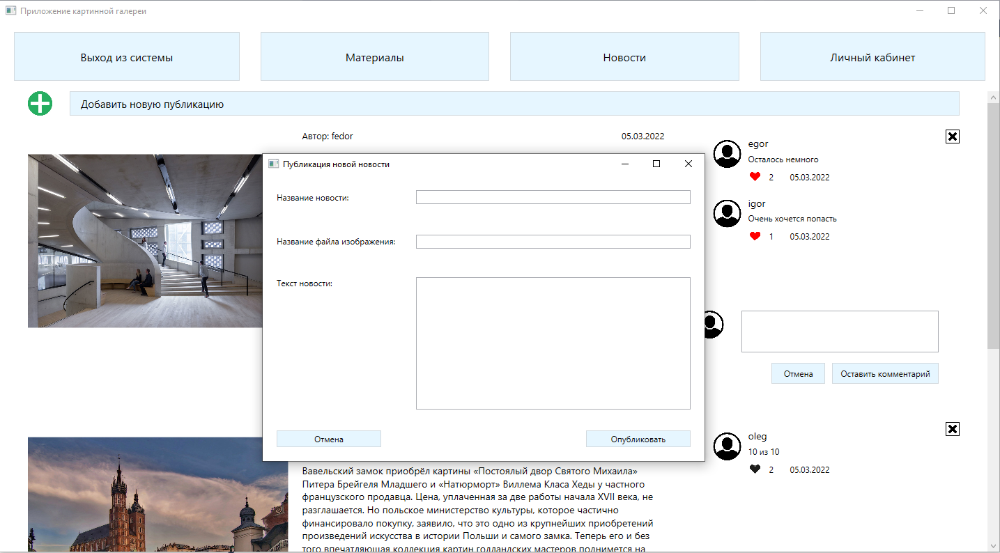 Приложение картинной галереи
Выход из системы
Материалы
Новости
Личный кабинет
Добавить новую публикацию
Автор: fedor
05.03.2022
egor
Осталось немного
2
05.03.2022
igor
Очень хочется попасть
1
05.03.2022
Отмена
Оставить комментарий
Публикация новой новости
Название новости:
Название файла изображения:
Текст новости:
Отмена
Опубликовать
Вавельский замок приобрёл картины «Постоялый двор Святого Михаила»
Питера Брейгеля Младшего и «Натюрморт» Виллема Класа Хеды у частного
французского продавца. Цена, уплаченная за две работы начала XVII века, не
разглашается. Но польское министерство культуры, которое частично
финансировало покупку, заявило, что это одно из крупнейших приобретений
произведений искусства в истории Польши и самого замка. Теперь его и без
того впечатляющая коллекция картин голландских мастеров поднимется на
oleg
10 из 10
2
05.03.2022